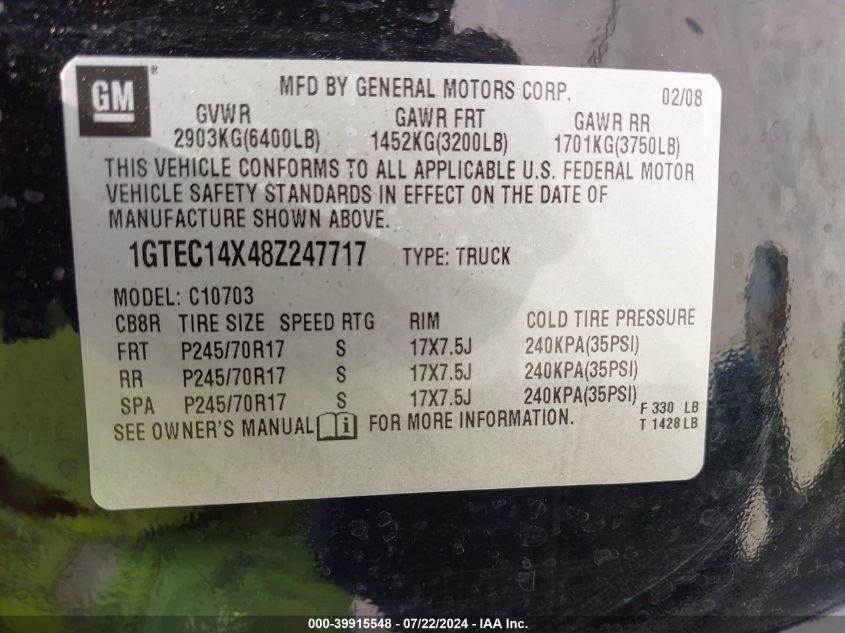 GM ®
MFD BY GENERAL MOTORS CORP. 02/08
GVWR GAWR FRT GAWR RR
2903KG(6400LB) 1452KG(3200LB) 1701KG(3750LB)
THIS VEHICLE CONFORMS TO ALL APPLICABLE U.S. FEDERAL MOTOR
VEHICLE SAFETY STANDARDS IN EFFECT ON THE DATE OF
MANUFACTURE SHOWN ABOVE.
1GTEC14X48Z247717 TYPE: TRUCK
MODEL: C10703
CB8R TIRE SIZE SPEED RTG RIM COLD TIRE PRESSURE
FRT P245/70R17 S 17X7.5J 240KPA(35PSI)
RR P245/70R17 S 17X7.5J 240KPA(35PSI)
SPA P245/70R17 S 17X7.5J 240KPA(35PSI)
F 330 LB
SEE OWNER'S MANUAL i FOR MORE INFORMATION.
T 1428 LB
000-39915548 - 07/22/2024 - IAA Inc.